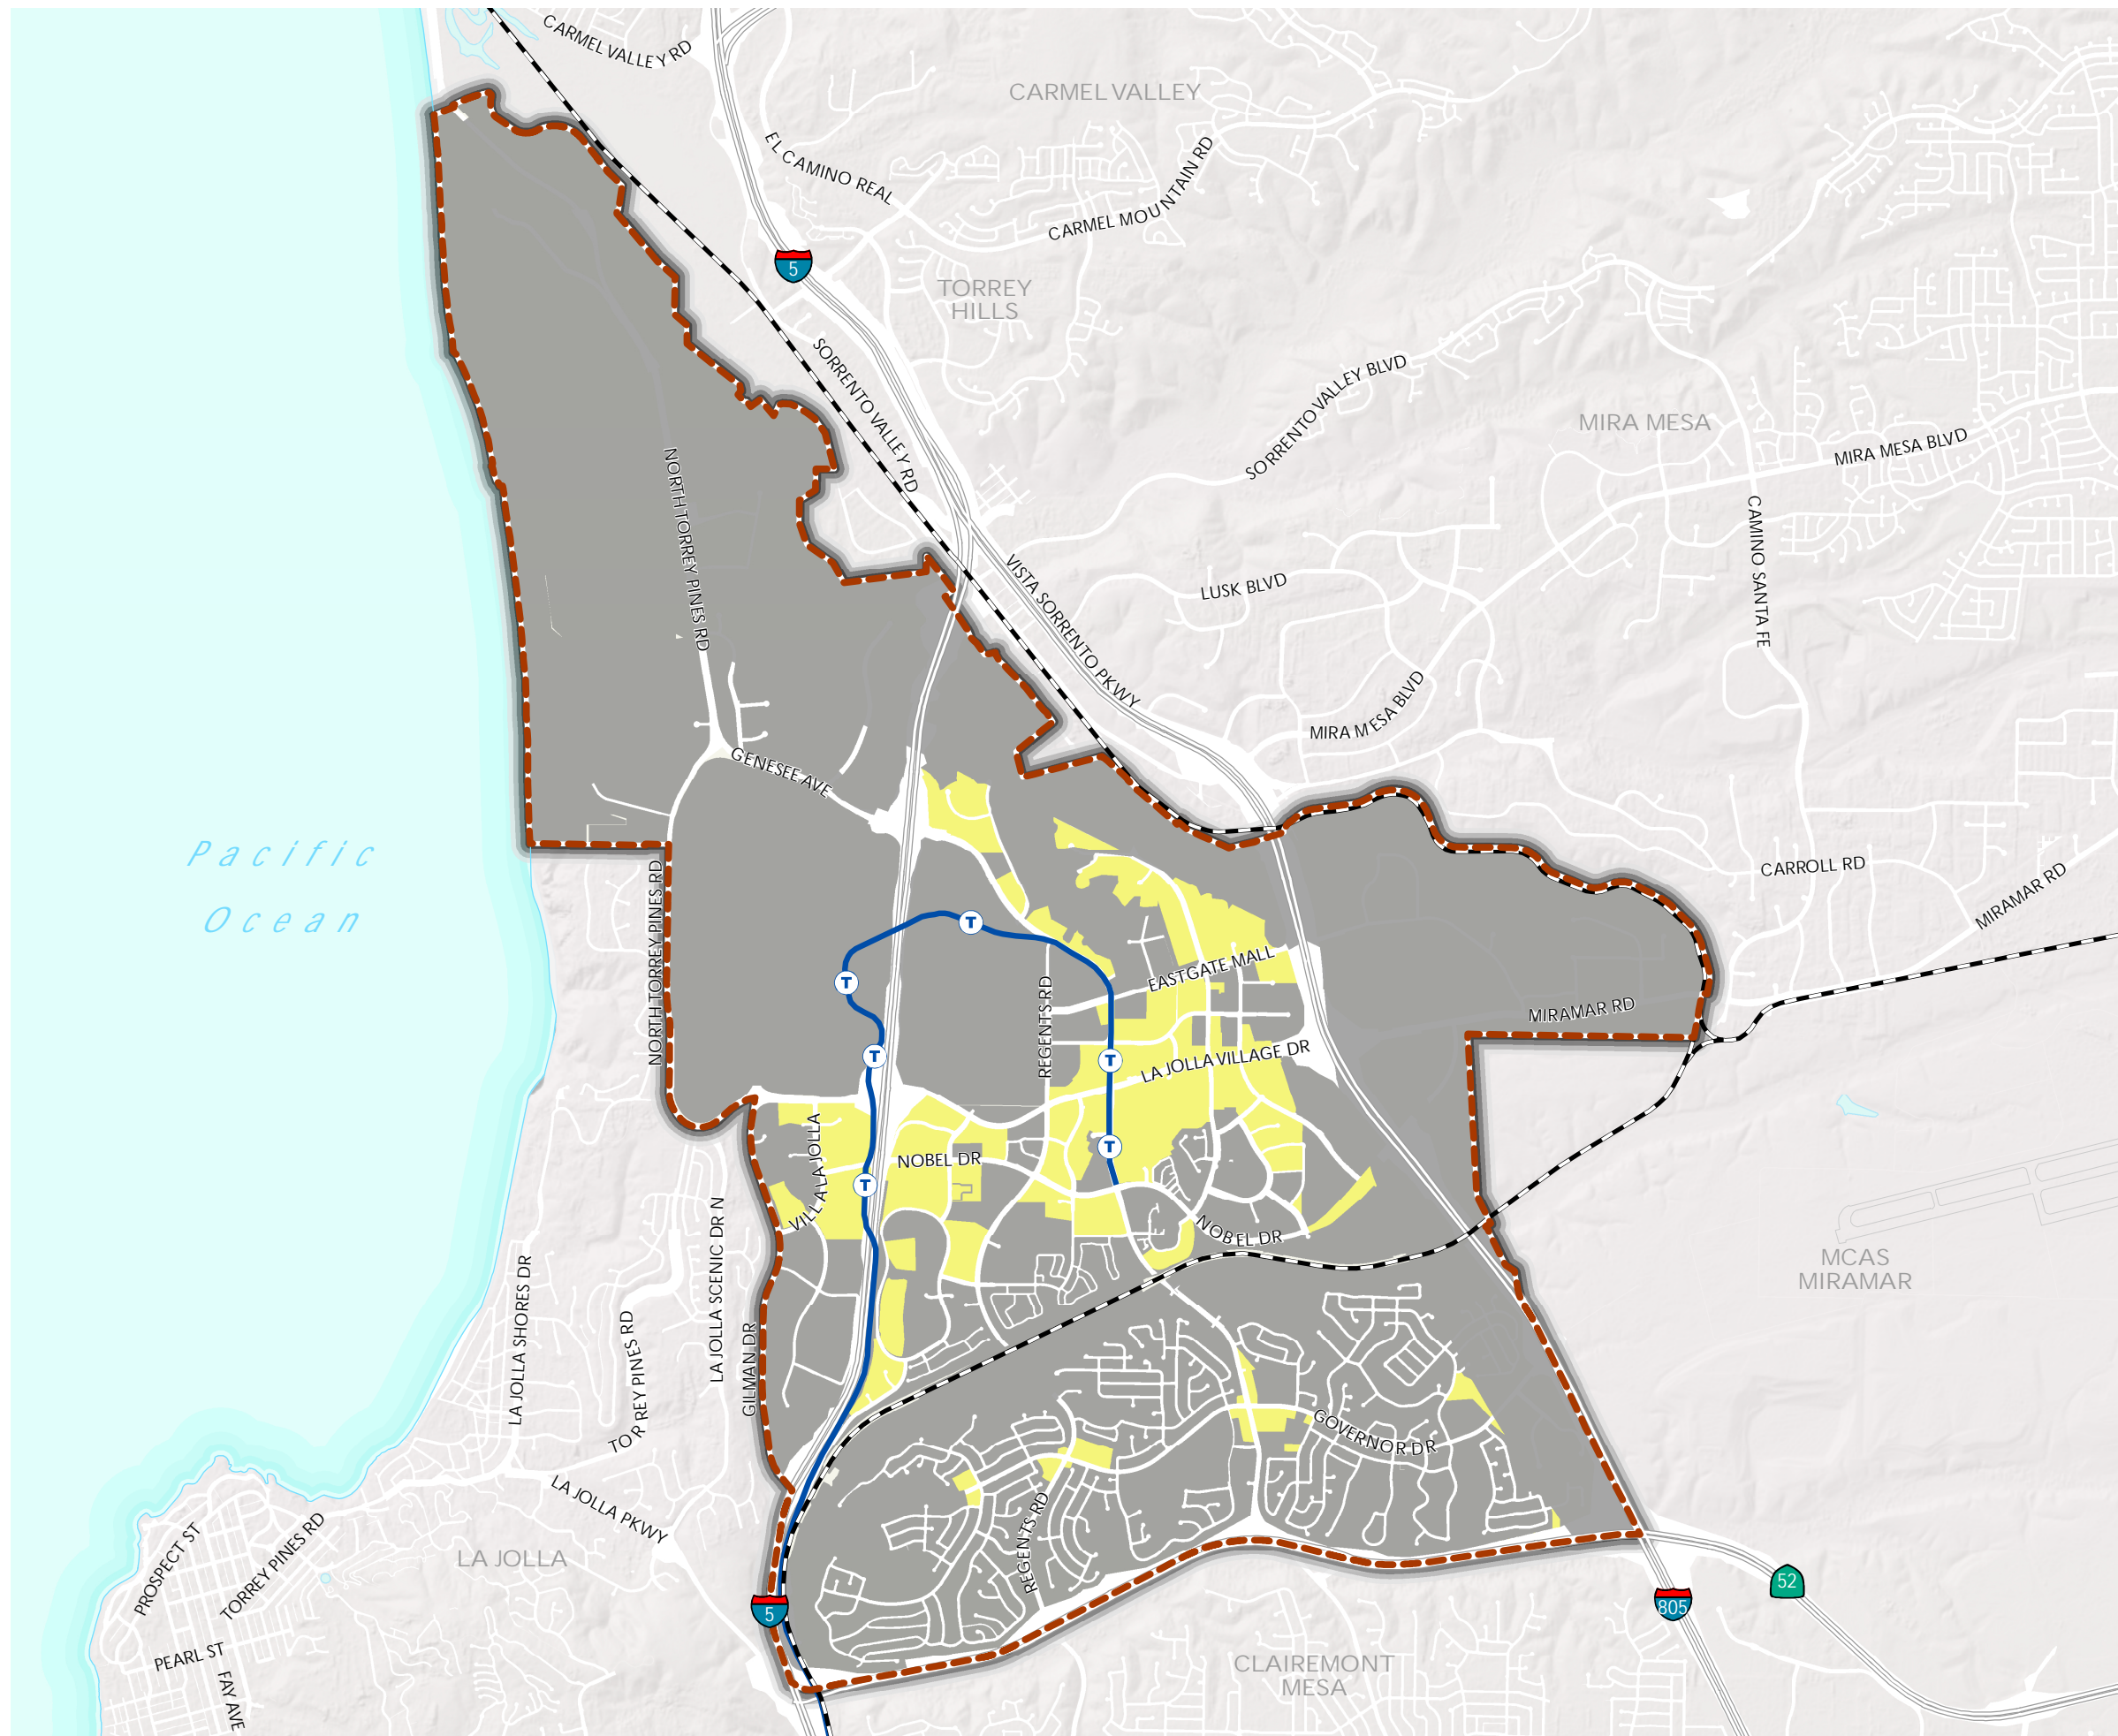 CARMEL VALLEY RD
CARMEL VALLEY
EL CAMINO REAL
CARMEL MOUNTAIN RD
5
TORREY
HILLS
SORRENTO VALLEY RD
SORRENTO VALLEY BLVD
MIRA MESA
MIRA MESA BLVD
NORTH TORREY PINES RD
CAMINO SANTA FE
VISTA SORRENTO PKWY
LUSK BLVD
MIRA MESA BLVD
GENESEE AVE
Pacific
Ocean
CARROLL RD
MIRAMAR RD
NORTH TORREY PINES RD
T
T
EASTGATE MALL
REGENTS RD
MIRAMAR RD
T
T
LA JOLLA VILLAGE DR
VILLA LA JOLLA
T
NOBEL DR
T
NOBEL DR
MCAS
MIRAMAR
LA JOLLA SCENIC DR N
LA JOLLA SHORES DR
TORREY PINES RD
GILMAN DR
GOVERNOR DR
LA JOLLA PKWY
REGENTS RD
PROSPECT ST
TORREY PINES RD
LA JOLLA
5
52
805
PEARL ST
FAY AVE
CLAIREMONT
MESA